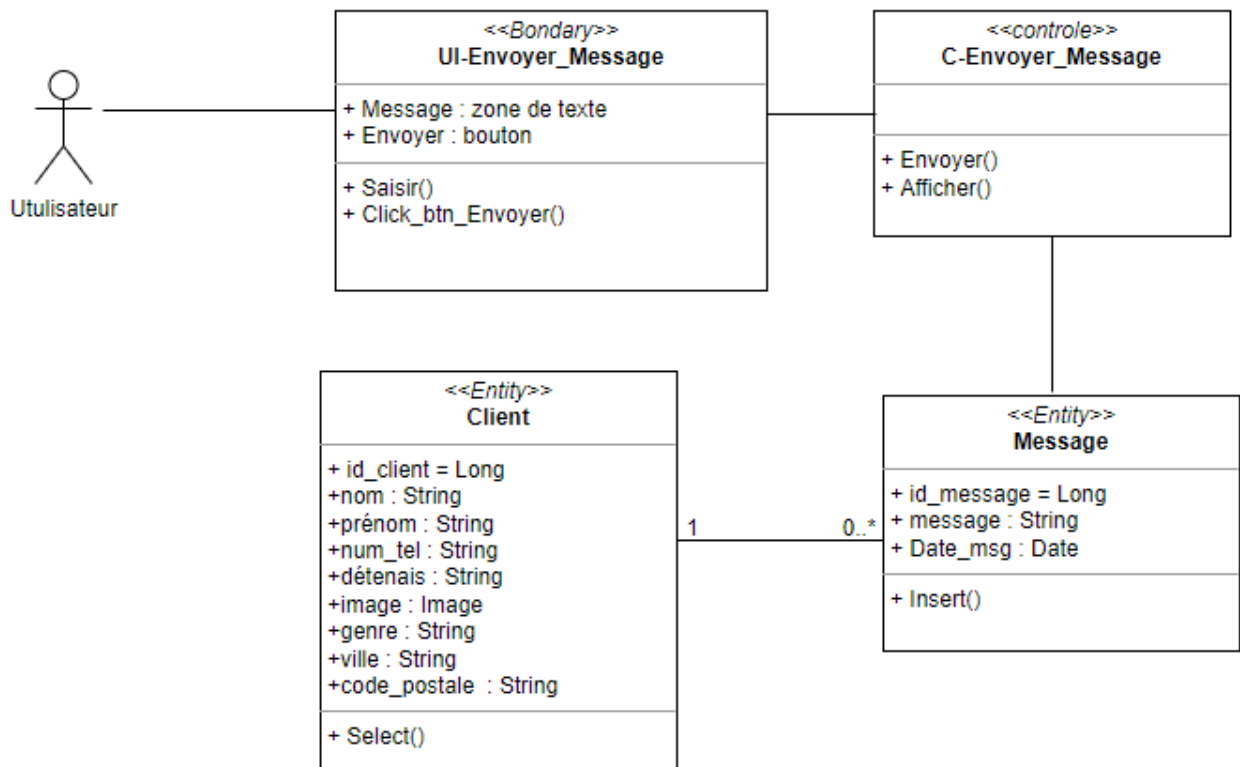 <<Bondary>>
UI-Envoyer_Message
+ Message : zone de texte
+ Envoyer : bouton
+ Saisir()
+ Click_btn_Envoyer()
<<controle>>
C-Envoyer_Message
+ Envoyer()
+ Afficher()
Utulisateur
<<Entity>>
Client
+ id_client = Long
+nom : String
+prénom : String
+num_tel : String
+détenais : String
+image : Image
+genre : String
+ville : String
+code_postale : String
+ Select()
1
0..*
<<Entity>>
Message
+ id_message = Long
+ message : String
+ Date_msg : Date
+ Insert()